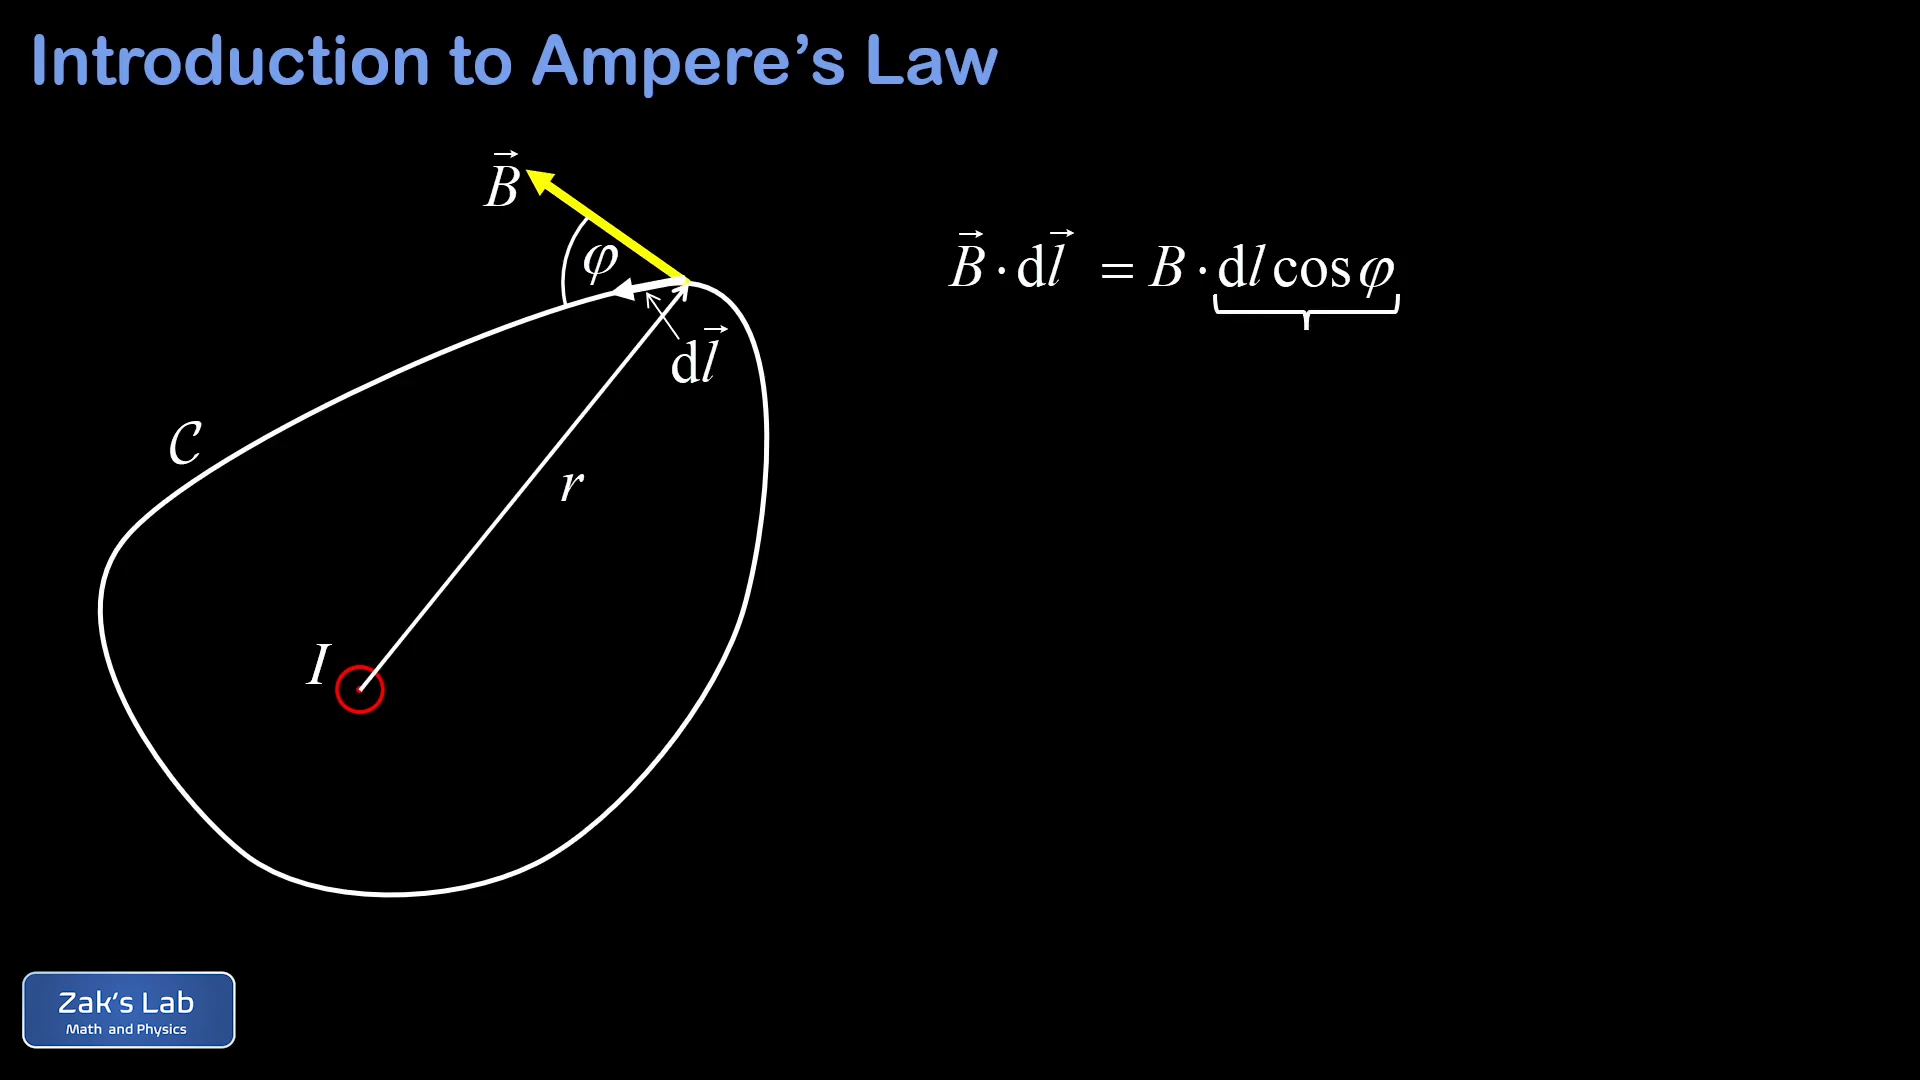 Introduction to Ampere’s Law
B⃗
φ
B⃗ · dl⃗ = B · dl cos φ
dl⃗
𝒞
r
I
Zak’s Lab
Math and Physics